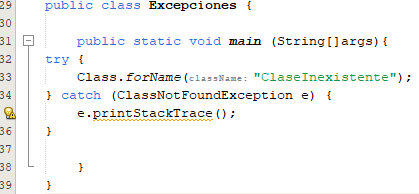 29 public class Excepciones {
30
31 public static void main (String[]args){
32 try {
33 Class.forName(className: "ClaseInexistente");
34 } catch (ClassNotFoundException e) {
e.printStackTrace();
36 }
37
38 }
39 }